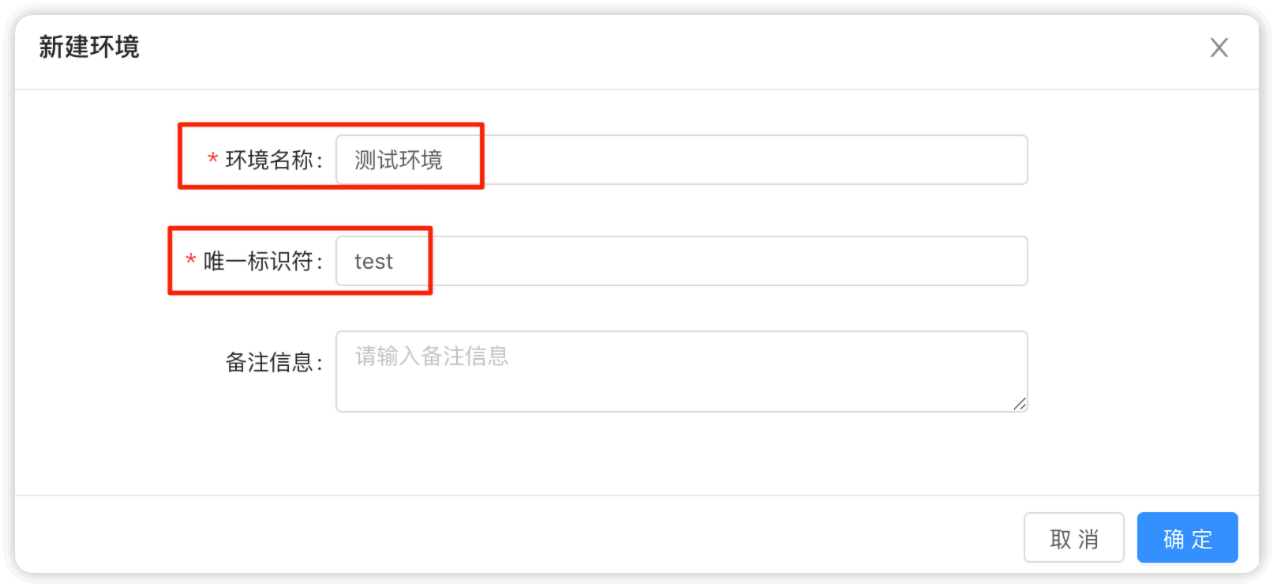 新建环境
* 环境名称: 测试环境
* 唯一标识符: test
备注信息: 请输入备注信息
取 消 确 定